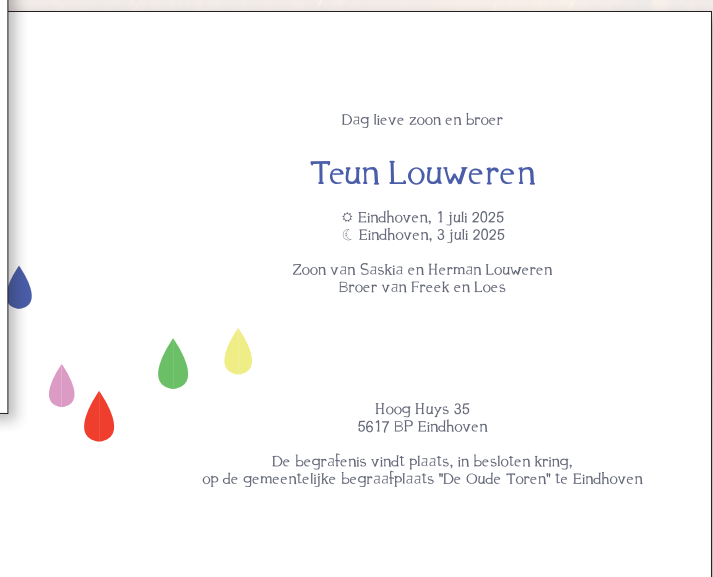 Dag lieve zoon en broer
Teun Louweren
☼ Eindhoven, 1 juli 2025
☾ Eindhoven, 3 juli 2025
Zoon van Saskia en Herman Louweren
Broer van Freek en Loes
Hoog Huys 35
5617 BP Eindhoven
De begrafenis vindt plaats, in besloten kring,
op de gemeentelijke begraafplaats "De Oude Toren" te Eindhoven